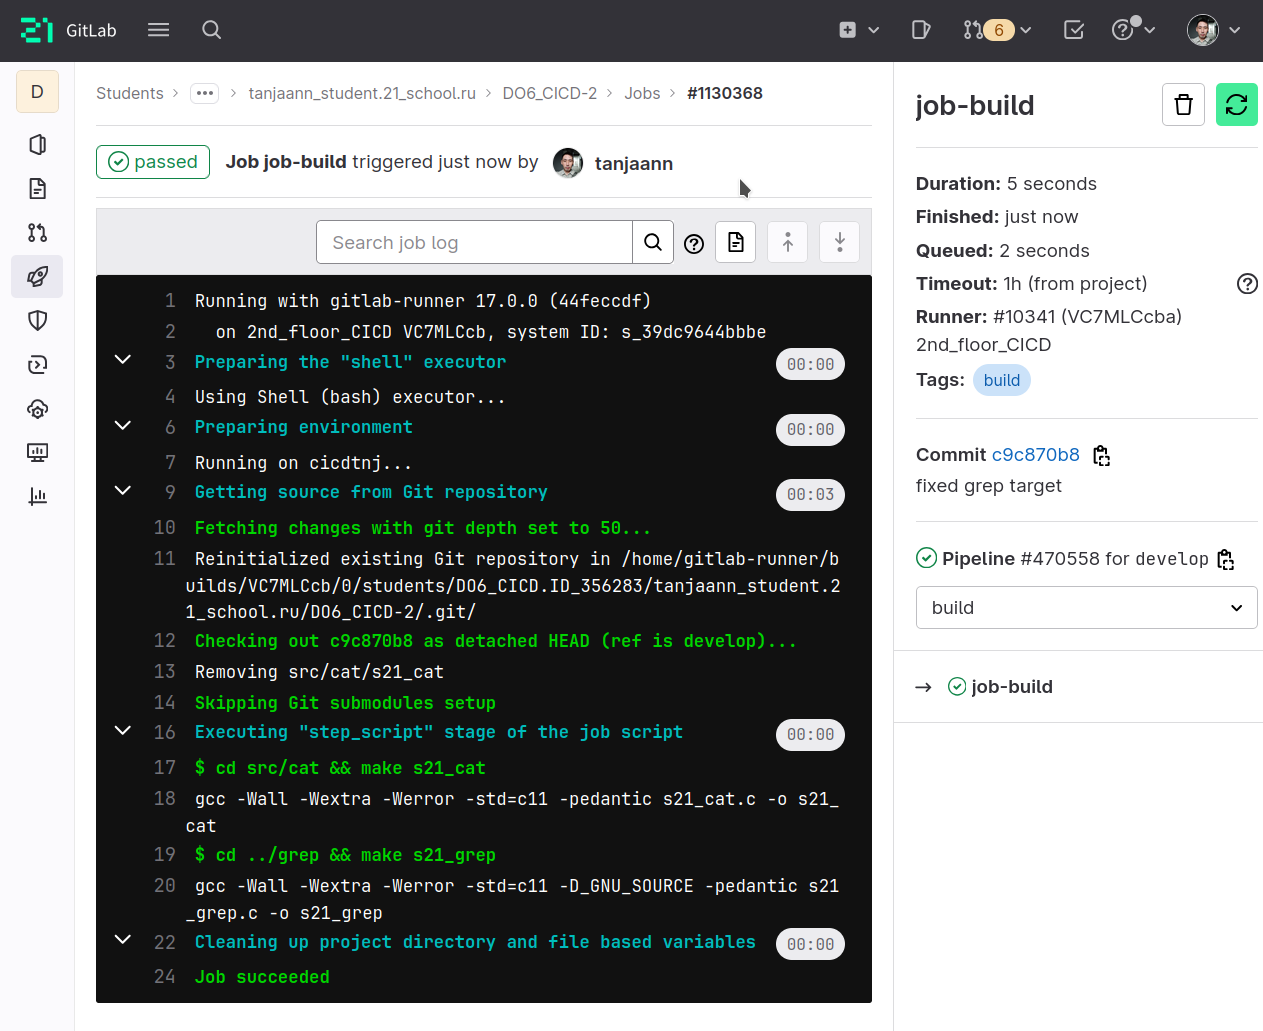 GitLab
6
D
Students > ••• > tanjaann_student.21_school.ru > DO6_CICD-2 > Jobs > #1130368
passed Job job-build triggered just now by tanjaann
Search job log
1 Running with gitlab-runner 17.0.0 (44feccdf)
2 on 2nd_floor_CICD VC7MLCcb, system ID: s_39dc9644bbbe
3 Preparing the "shell" executor 00:00
4 Using Shell (bash) executor...
6 Preparing environment 00:00
7 Running on cicdtnj...
9 Getting source from Git repository 00:03
10 Fetching changes with git depth set to 50...
11 Reinitialized existing Git repository in /home/gitlab-runner/b
uilds/VC7MLCcb/0/students/DO6_CICD.ID_356283/tanjaann_student.2
1_school.ru/DO6_CICD-2/.git/
12 Checking out c9c870b8 as detached HEAD (ref is develop)...
13 Removing src/cat/s21_cat
14 Skipping Git submodules setup
16 Executing "step_script" stage of the job script 00:00
17 $ cd src/cat && make s21_cat
18 gcc -Wall -Wextra -Werror -std=c11 -pedantic s21_cat.c -o s21_
cat
19 $ cd ../grep && make s21_grep
20 gcc -Wall -Wextra -Werror -std=c11 -D_GNU_SOURCE -pedantic s21
_grep.c -o s21_grep
22 Cleaning up project directory and file based variables 00:00
24 Job succeeded
job-build
Duration: 5 seconds
Finished: just now
Queued: 2 seconds
Timeout: 1h (from project)
Runner: #10341 (VC7MLCcba)
2nd_floor_CICD
Tags: build
Commit c9c870b8
fixed grep target
Pipeline #470558 for develop
build
→ job-build